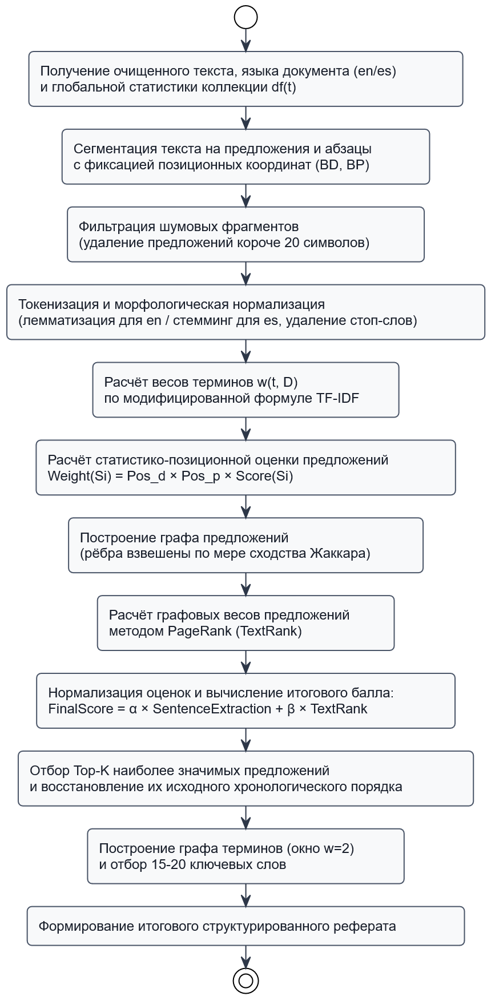 Получение очищенного текста, языка документа (en/es)
и глобальной статистики коллекции df(t)
Сегментация текста на предложения и абзацы
с фиксацией позиционных координат (BD, BP)
Фильтрация шумовых фрагментов
(удаление предложений короче 20 символов)
Токенизация и морфологическая нормализация
(лемматизация для en / стемминг для es, удаление стоп-слов)
Расчёт весов терминов w(t, D)
по модифицированной формуле TF-IDF
Расчёт статистико-позиционной оценки предложений
Weight(Si) = Pos_d × Pos_p × Score(Si)
Построение графа предложений
(рёбра взвешены по мере сходства Жаккара)
Расчёт графовых весов предложений
методом PageRank (TextRank)
Нормализация оценок и вычисление итогового балла:
FinalScore = α × SentenceExtraction + β × TextRank
Отбор Top-K наиболее значимых предложений
и восстановление их исходного хронологического порядка
Построение графа терминов (окно w=2)
и отбор 15-20 ключевых слов
Формирование итогового структурированного реферата